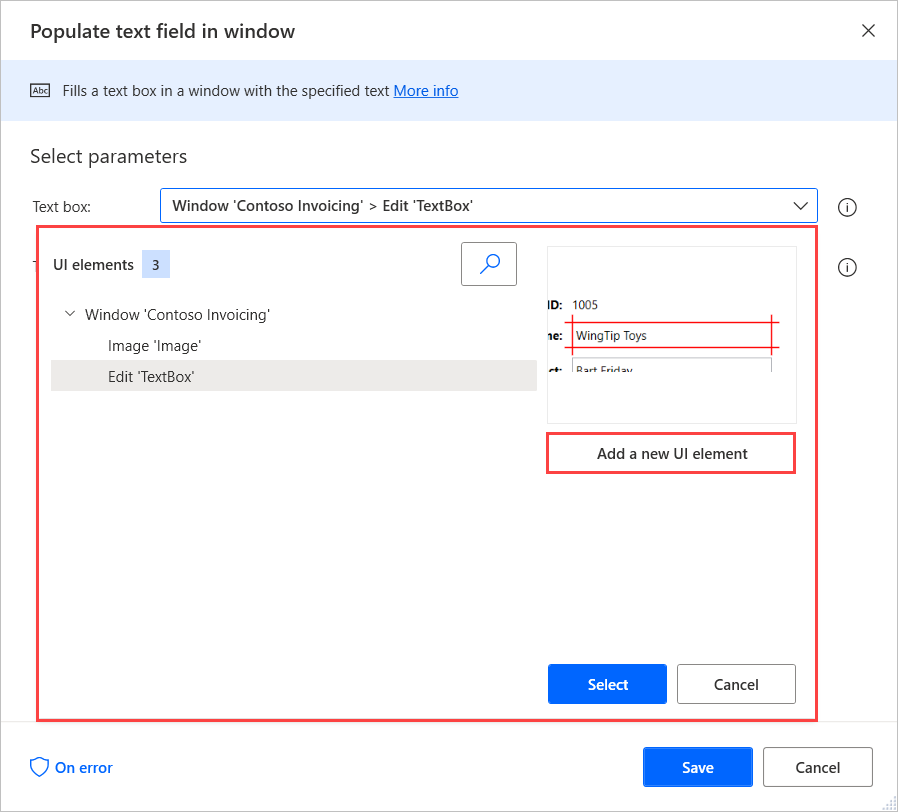 Populate text field in window
Abc Fills a text box in a window with the specified text More info
Select parameters
Text box: Window 'Contoso Invoicing' > Edit 'TextBox'
UI elements 3
Window 'Contoso Invoicing'
Image 'Image'
Edit 'TextBox'
ID: 1005
ne: WingTip Toys
ct: Bart Friday
Add a new UI element
Select Cancel
On error Save Cancel